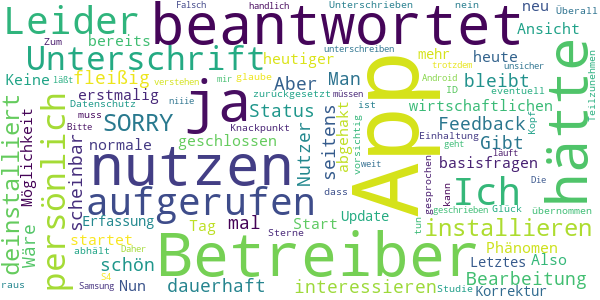 Falsch handlich Unterschrieben nein Überall
Leider beantwortet neu Ansicht
Zum bereits heutiger mehr unterschreiben trotzdem
Unterschrift
Keine läßt fleißig verstehen mir glaube unsicher Android eventuell
erstmalig Aber Man heute bleibt ID Teilzunehmen
Datenschutz niiie zurückgesetzt müssen
deinstalliert Möglichkeit persönlich scheinbar muss SORRY ja Status ist wirtschaftlichen
Bitte normale geschlossen Knackpunkt Nutzer seitens abgehakt vorsichtig Feedback Einhaltung Kopf
App hätte
nutzen Gibt geht
basisfragen läuft
weit gesprochen kann Die
aufgerufen dass Ich
Wäre Erfassung mal Tag Update Start tun geschrieben Glück übernommen
startet installieren
abhält Daher schön Betreiber Sterne Phänomen
raus S4 Letztes Also
Samsung Nun dauerhaft interessieren Studie Bearbeitung
Korrektur